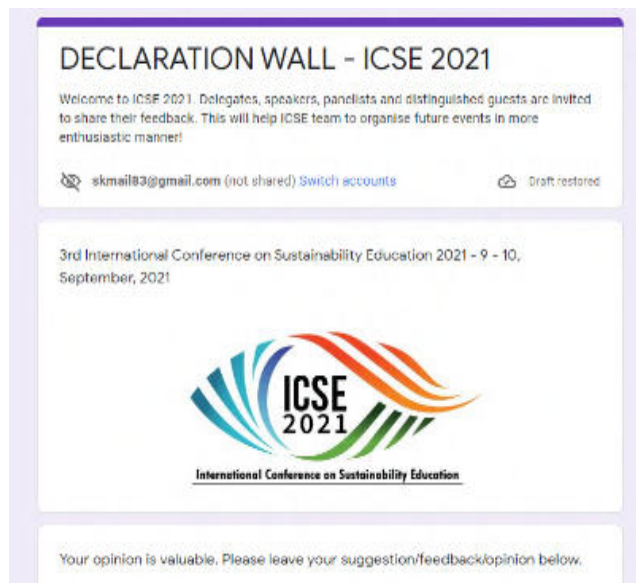 DECLARATION WALL - ICSE 2021
Welcome to ICSE 2021. Delegates, speakers, panelists and distinguished guests are invited
to share their feedback. This will help ICSE team to organise future events in more
enthusiastic manner!
skmail83@gmail.com (not shared) Switch accounts
Draft restored
3rd International Conference on Sustainability Education 2021 - 9 - 10,
September, 2021
ICSE
2021
International Conference on Sustainability Education
Your opinion is valuable. Please leave your suggestion/feedback/opinion below.